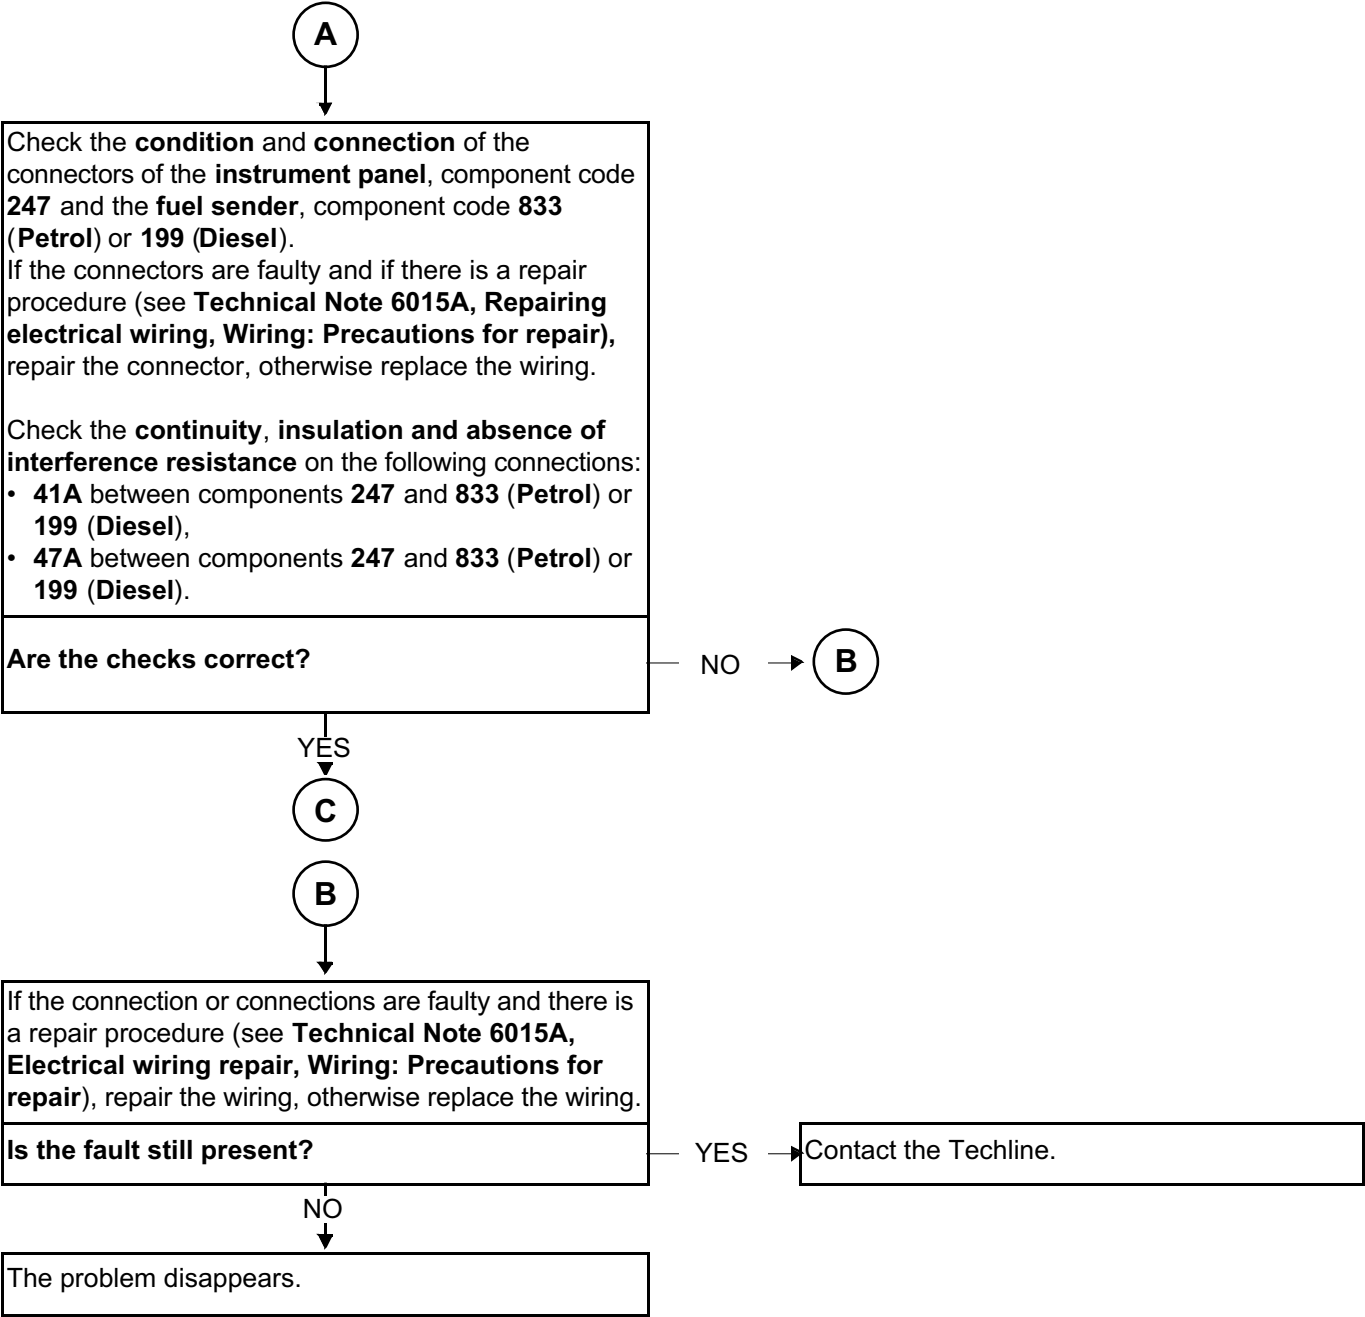 A
Check the condition and connection of the
connectors of the instrument panel, component code
247 and the fuel sender, component code 833
(Petrol) or 199 (Diesel).
If the connectors are faulty and if there is a repair
procedure (see Technical Note 6015A, Repairing
electrical wiring, Wiring: Precautions for repair),
repair the connector, otherwise replace the wiring.
Check the continuity, insulation and absence of
interference resistance on the following connections:
• 41A between components 247 and 833 (Petrol) or
199 (Diesel),
• 47A between components 247 and 833 (Petrol) or
199 (Diesel).
Are the checks correct?
NO
B
YES
C
B
If the connection or connections are faulty and there is
a repair procedure (see Technical Note 6015A,
Electrical wiring repair, Wiring: Precautions for
repair), repair the wiring, otherwise replace the wiring.
Is the fault still present?
YES
Contact the Techline.
NO
The problem disappears.